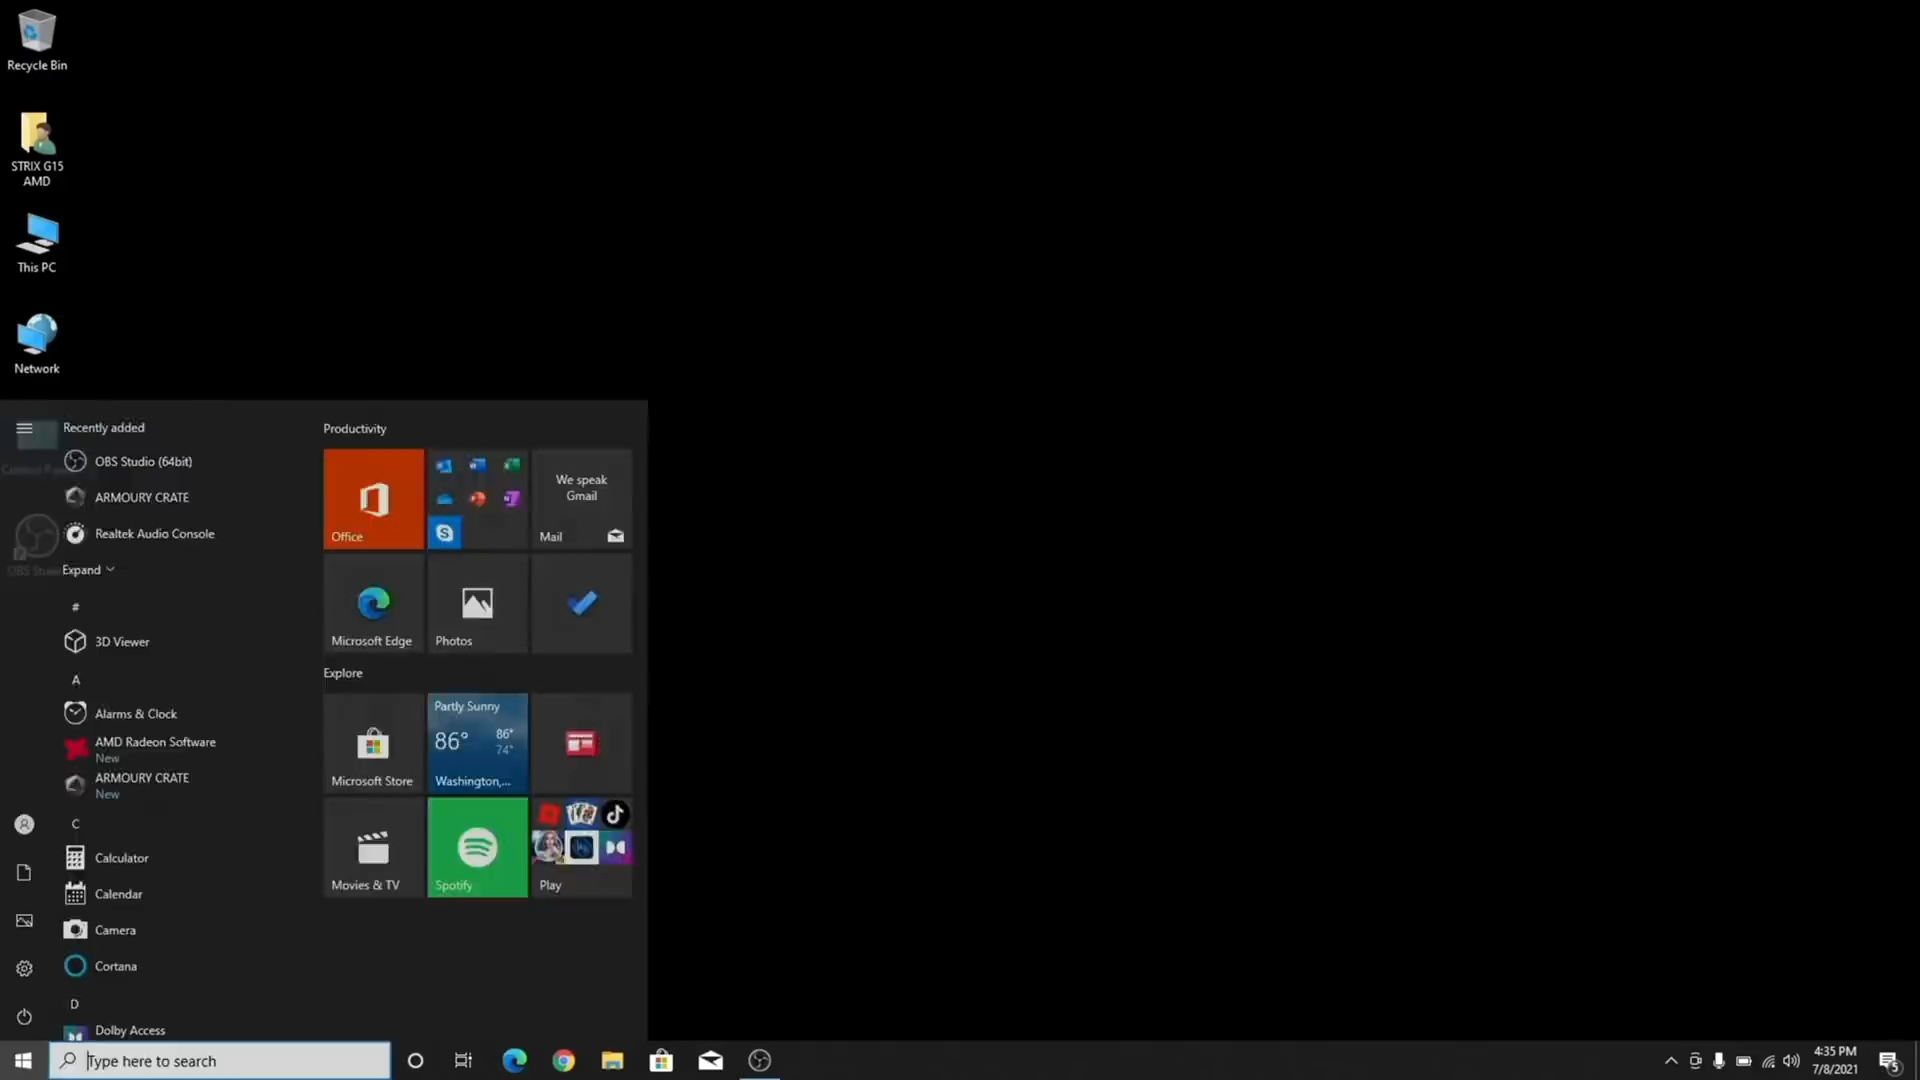 Recycle Bin
STRIX G15
AMD
This PC
Network
Recently added
OBS Studio (64bit)
ARMOURY CRATE
Realtek Audio Console
Expand
#
3D Viewer
A
Alarms & Clock
AMD Radeon Software
New
ARMOURY CRATE
New
C
Calculator
Calendar
Camera
Cortana
D
Dolby Access
Productivity
Office
We speak
Gmail
Mail
Microsoft Edge
Photos
Explore
Microsoft Store
Partly Sunny
86°
86°
74°
Washington,...
Movies & TV
Spotify
Play
Type here to search
4:35 PM
7/8/2021
5